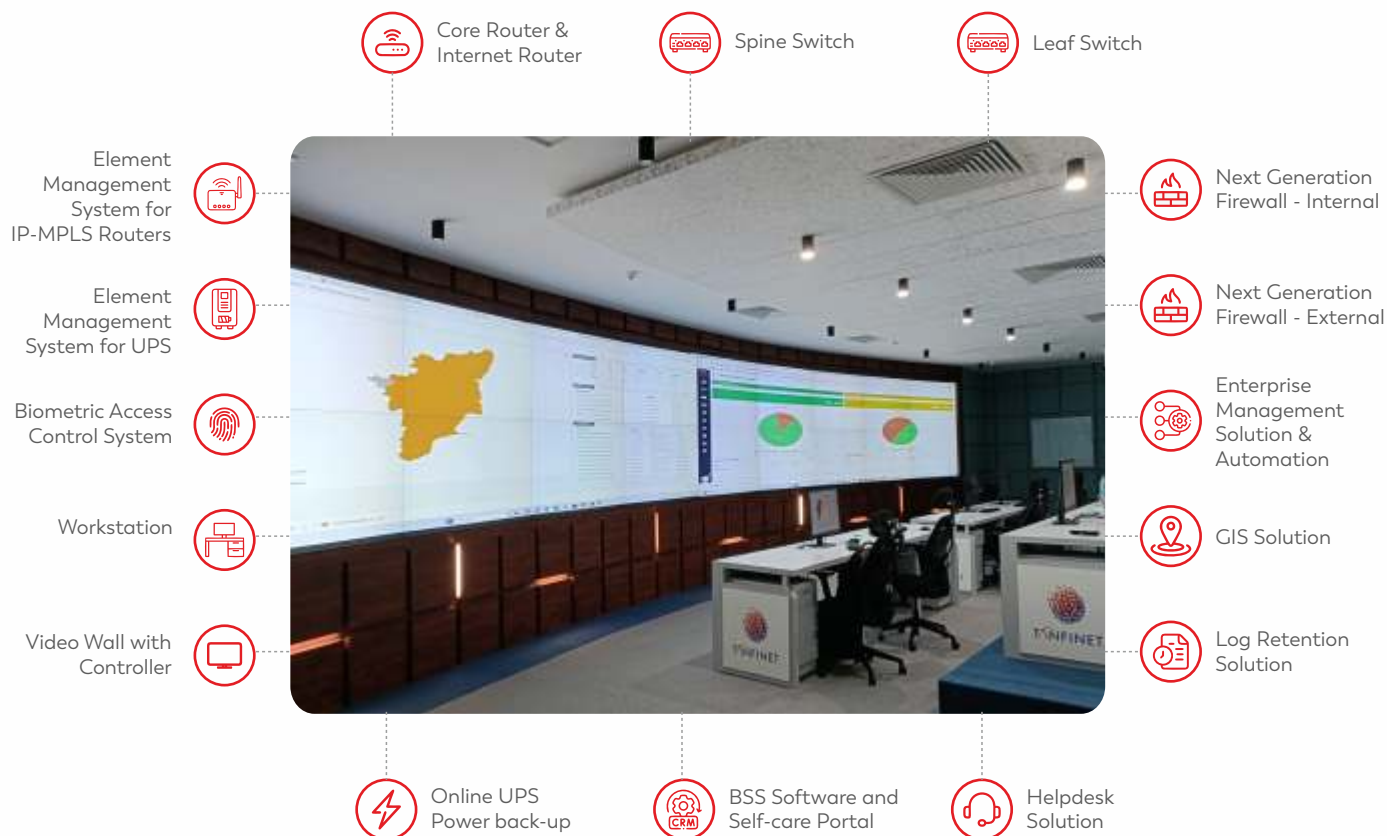 Core Router &
Internet Router
Spine Switch
Leaf Switch
Element
Management
System for
IP-MPLS Routers
Element
Management
System for UPS
Biometric Access
Control System
Workstation
Video Wall with
Controller
Next Generation
Firewall - Internal
Next Generation
Firewall - External
Enterprise
Management
Solution &
Automation
GIS Solution
Log Retention
Solution
TANFINET
TANFINET
Online UPS
Power back-up
CRM
BSS Software and
Self-care Portal
Helpdesk
Solution